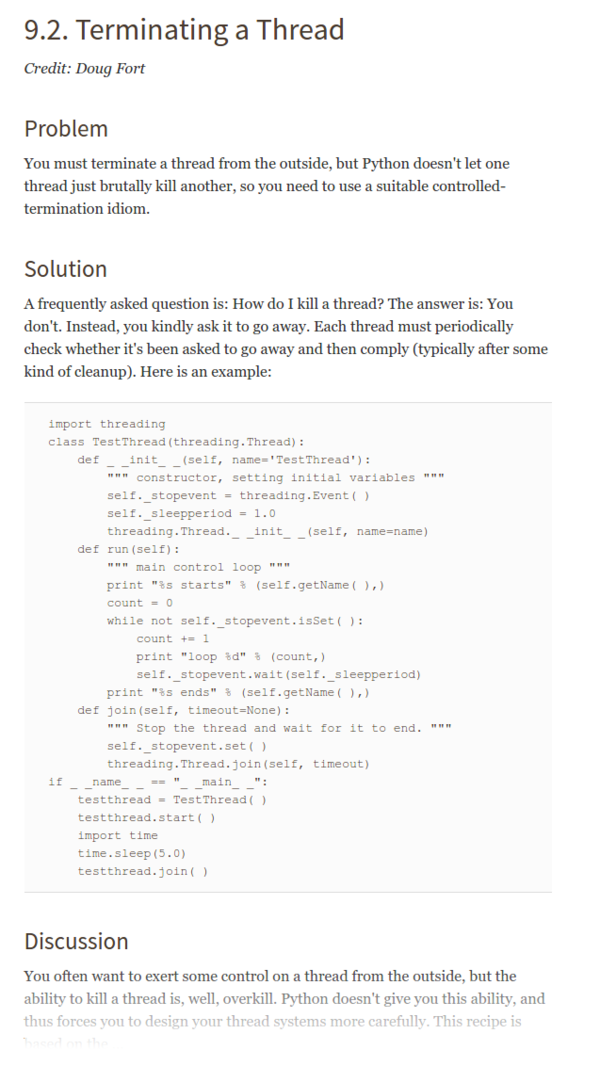 9.2. Terminating a Thread
Credit: Doug Fort
Problem
You must terminate a thread from the outside, but Python doesn't let one
thread just brutally kill another, so you need to use a suitable controlled-
termination idiom.
Solution
A frequently asked question is: How do I kill a thread? The answer is: You
don't. Instead, you kindly ask it to go away. Each thread must periodically
check whether it's been asked to go away and then comply (typically after some
kind of cleanup). Here is an example:
import threading
class TestThread(threading.Thread):
    def _ _init_ _(self, name='TestThread'):
        """ constructor, setting initial variables """
        self._stopevent = threading.Event( )
        self._sleepperiod = 1.0
        threading.Thread._ _init_ _(self, name=name)
    def run(self):
        """ main control loop """
        print "%s starts" % (self.getName( ),)
        count = 0
        while not self._stopevent.isSet( ):
            count += 1
            print "loop %d" % (count,)
            self._stopevent.wait(self._sleepperiod)
        print "%s ends" % (self.getName( ),)
    def join(self, timeout=None):
        """ Stop the thread and wait for it to end. """
        self._stopevent.set( )
        threading.Thread.join(self, timeout)
if _ _name_ _ == "_ _main_ _":
    testthread = TestThread( )
    testthread.start( )
    import time
    time.sleep(5.0)
    testthread.join( )
Discussion
You often want to exert some control on a thread from the outside, but the
ability to kill a thread is, well, overkill. Python doesn't give you this ability, and
thus forces you to design your thread systems more carefully. This recipe is
based on the